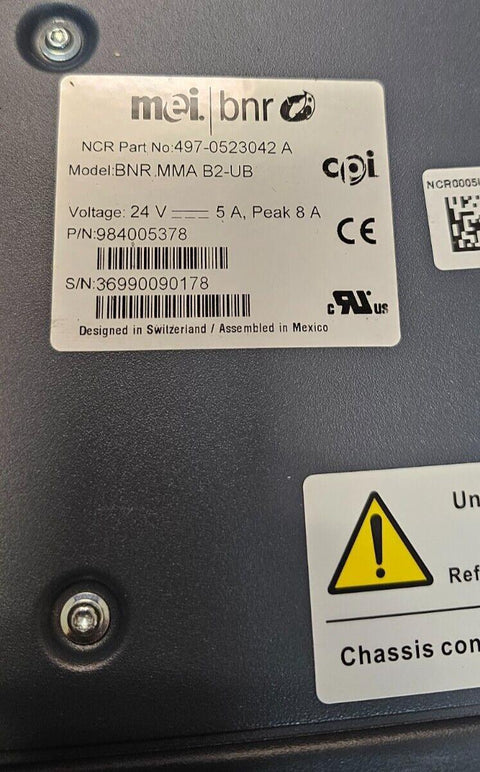 mei. bnr
NCR Part No:497-0523042 A
Model:BNR MMA B2-UB
cpi
Voltage: 24 V 5 A, Peak 8 A
P/N:984005378
CE
S/N:36990090178
c RU us
Designed in Switzerland / Assembled in Mexico
NCR0005
Un
Ref
Chassis con